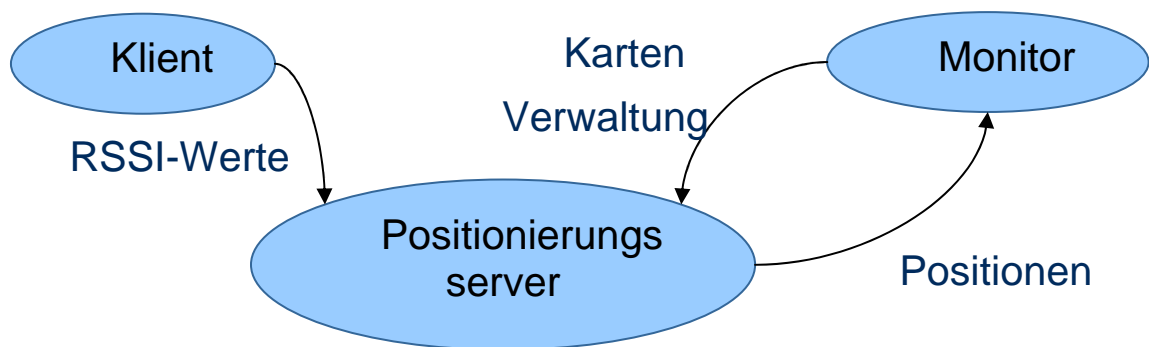 Klient
Karten
Monitor
Verwaltung
RSSI-Werte
Positionierungs
server
Positionen